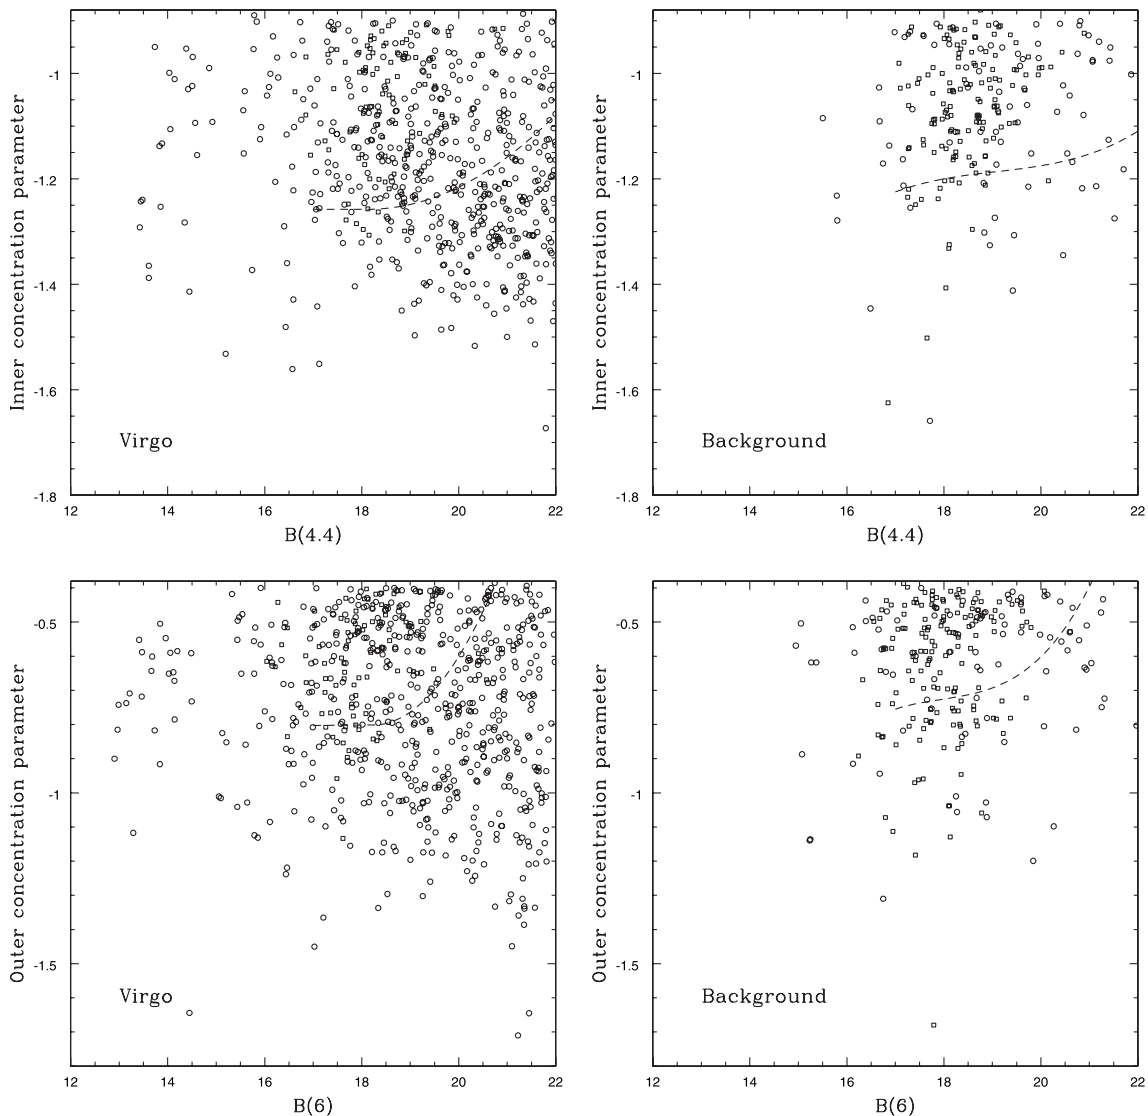 Inner concentration parameter
-1
-1.2
-1.4
-1.6
-1.8
Virgo
12 14 16 18 20 22
B(4.4)
Inner concentration parameter
-1
-1.2
-1.4
-1.6
-1.8
Background
12 14 16 18 20 22
B(4.4)
Outer concentration parameter
-0.5
-1
-1.5
Virgo
12 14 16 18 20 22
B(6)
Outer concentration parameter
-0.5
-1
-1.5
Background
12 14 16 18 20 22
B(6)